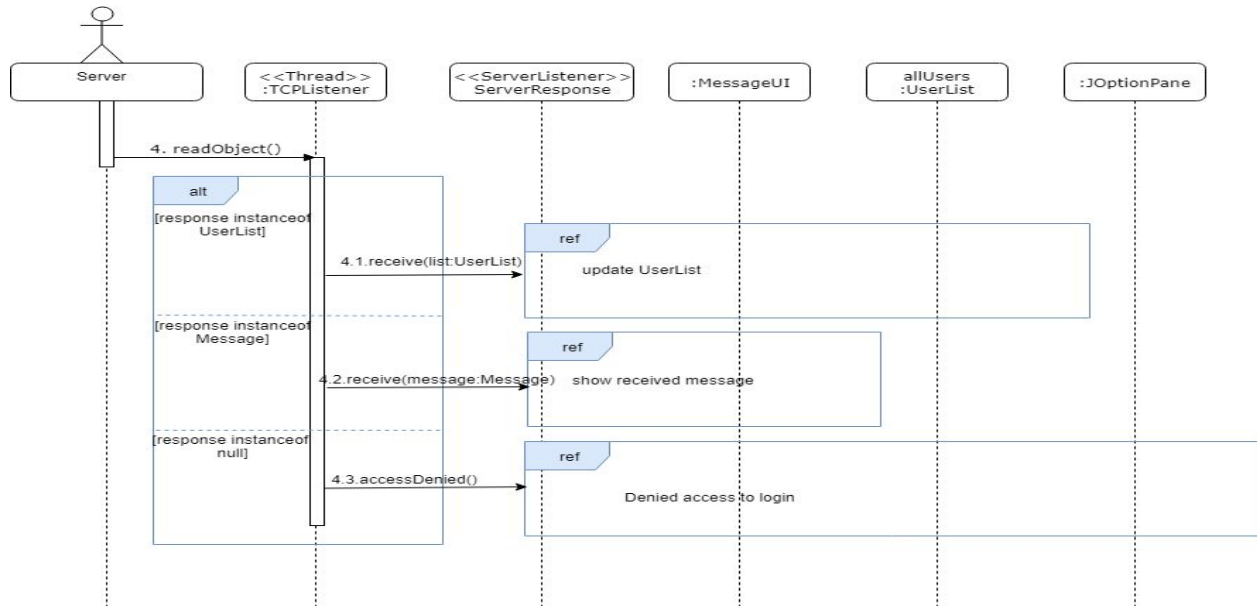 Server
<<Thread>>
:TCPListener
<<ServerListener>>
ServerResponse
:MessageUI
allUsers
:UserList
:JOptionPane
4. readObject()
alt
[response instanceof
UserList]
ref
4.1.receive(list:UserList)
update UserList
[response instanceof
Message]
ref
4.2.receive(message:Message)
show received message
[response instanceof
null]
ref
4.3.accessDenied()
Denied access to login